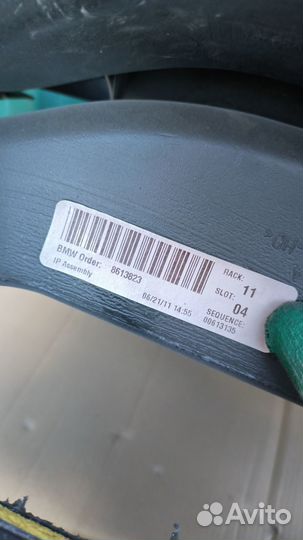 BMW Order: 8613823
IP Assembly
06/21/11 14:55
RACK: 11
SLOT: 04
SEQUENCE:
00613135
Avito